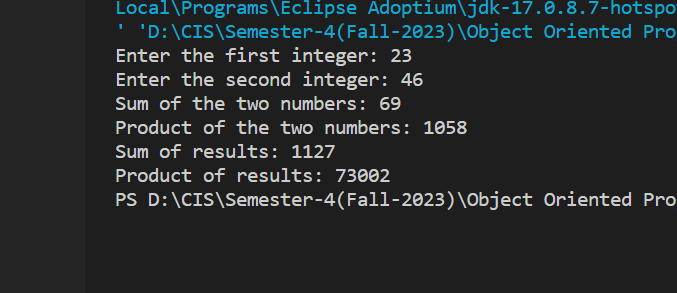 Local\Programs\Eclipse Adoptium\jdk-17.0.8.7-hotspo
' 'D:\CIS\Semester-4(Fall-2023)\Object Oriented Pro
Enter the first integer: 23
Enter the second integer: 46
Sum of the two numbers: 69
Product of the two numbers: 1058
Sum of results: 1127
Product of results: 73002
PS D:\CIS\Semester-4(Fall-2023)\Object Oriented Pro